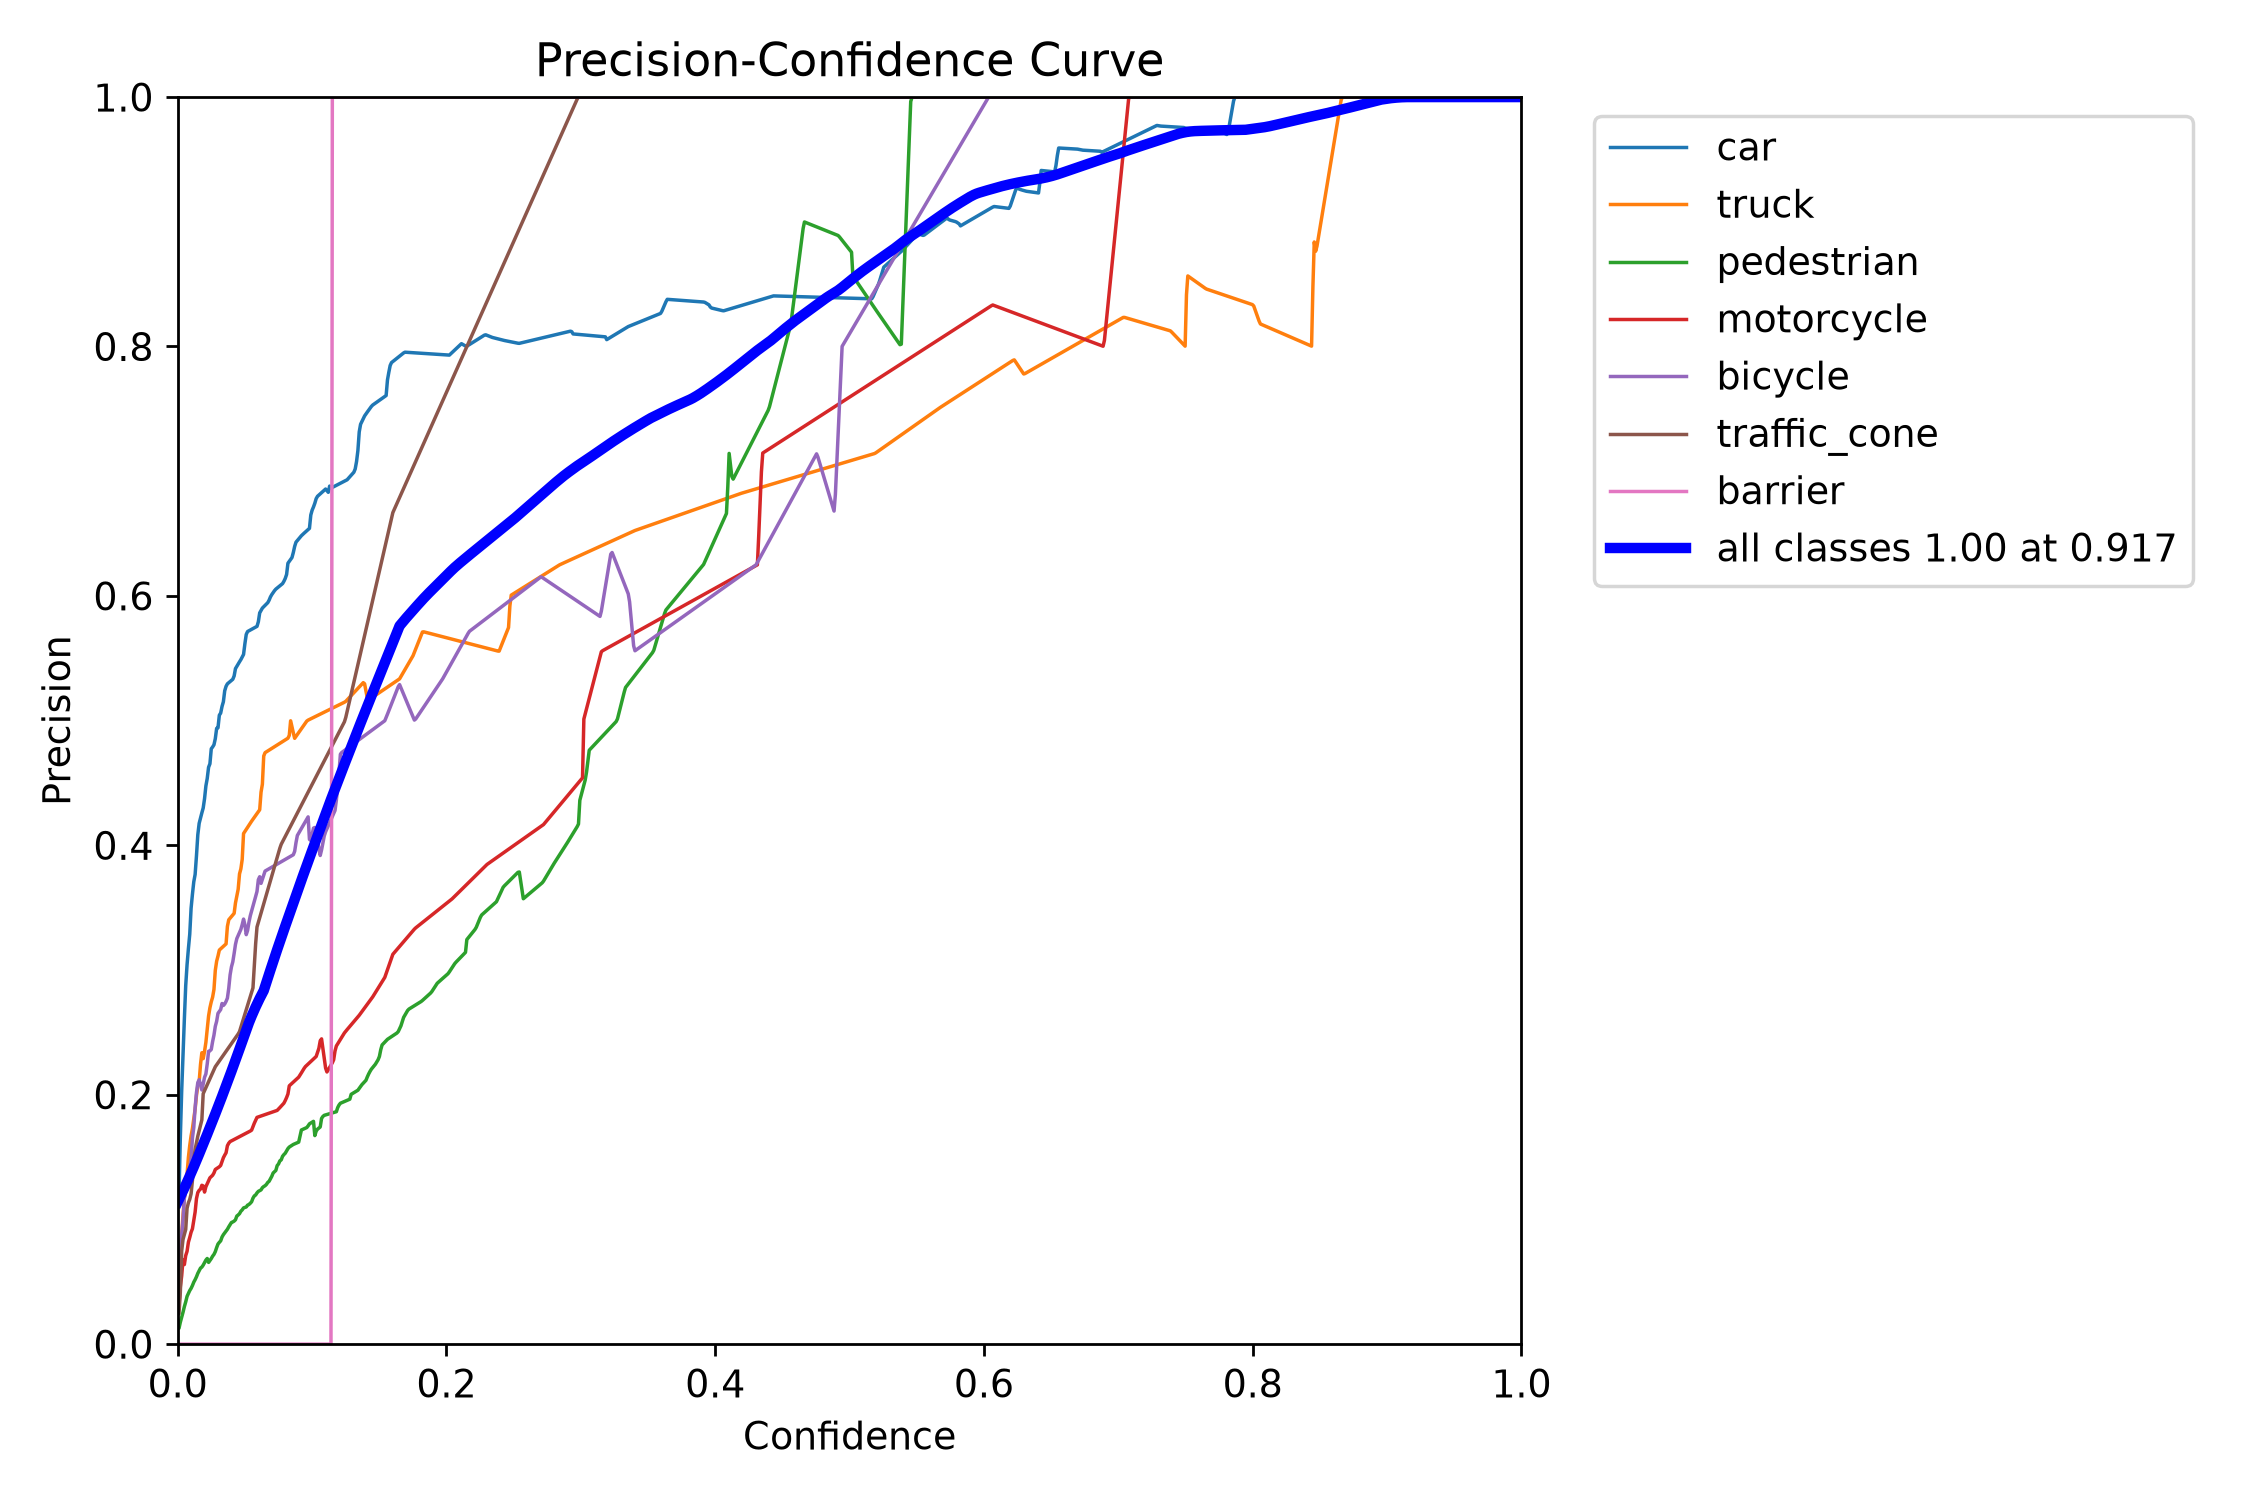 Precision-Confidence Curve
1.0
0.8
0.6
0.4
0.2
0.0
Precision
0.0 0.2 0.4 0.6 0.8 1.0
Confidence
car
truck
pedestrian
motorcycle
bicycle
traffic_cone
barrier
all classes 1.00 at 0.917